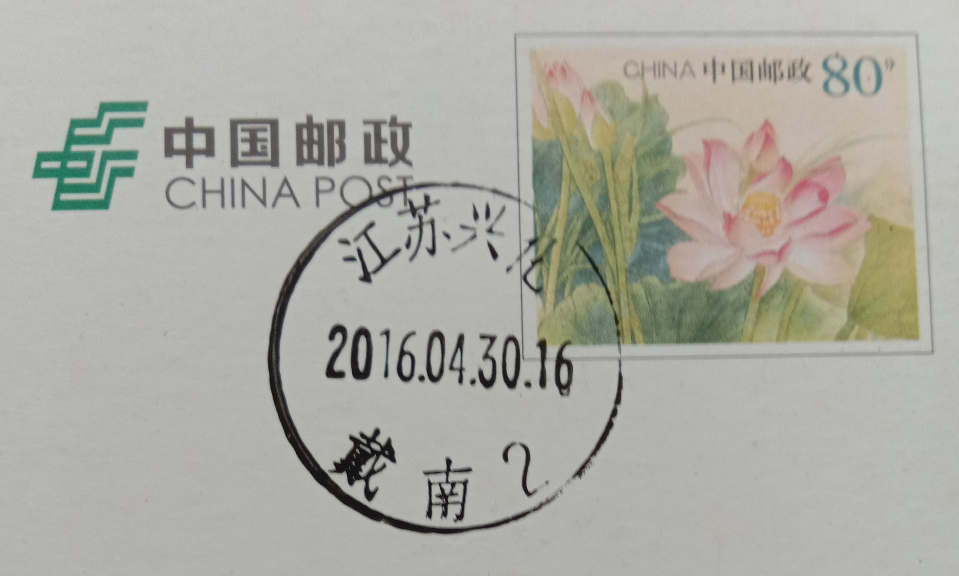 中国邮政
CHINA POST
CHINA 中国邮政 80分
江苏兴化
2016.04.30.16
戴南2